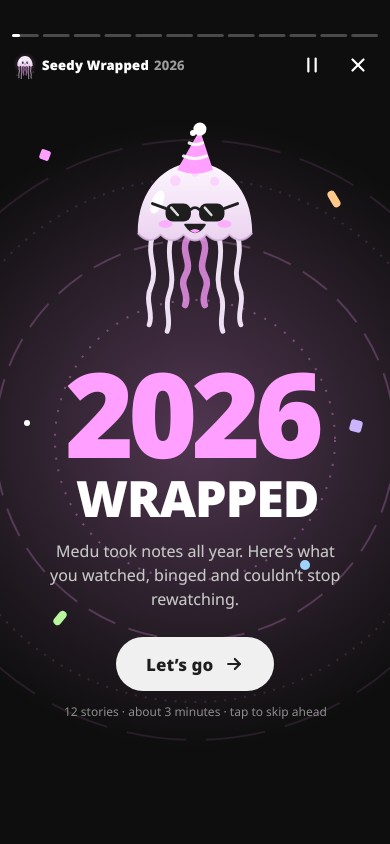 Seedy Wrapped 2026
2026
WRAPPED
Medu took notes all year. Here’s what
you watched, binged and couldn’t stop
rewatching.
Let’s go →
12 stories · about 3 minutes · tap to skip ahead